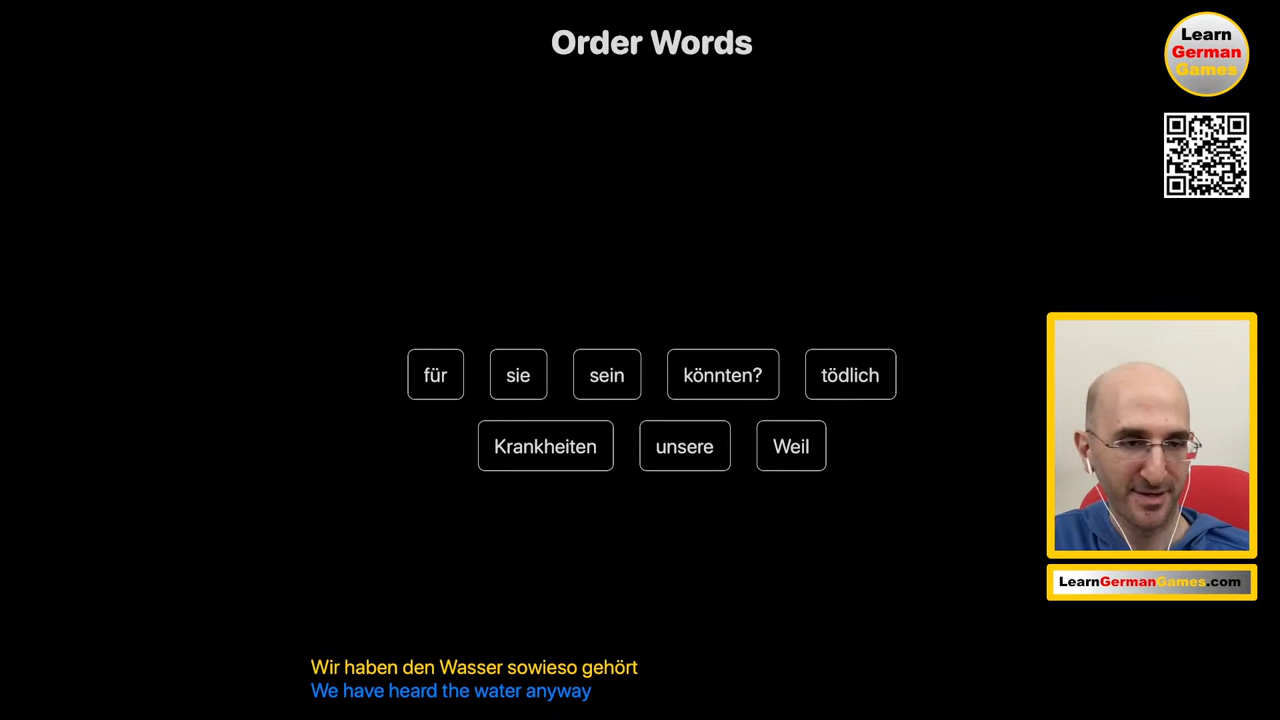 Order Words
Learn
German
Games
für sie sein könnten? tödlich
Krankheiten unsere Weil
LearnGermanGames.com
Wir haben den Wasser sowieso gehört
We have heard the water anyway